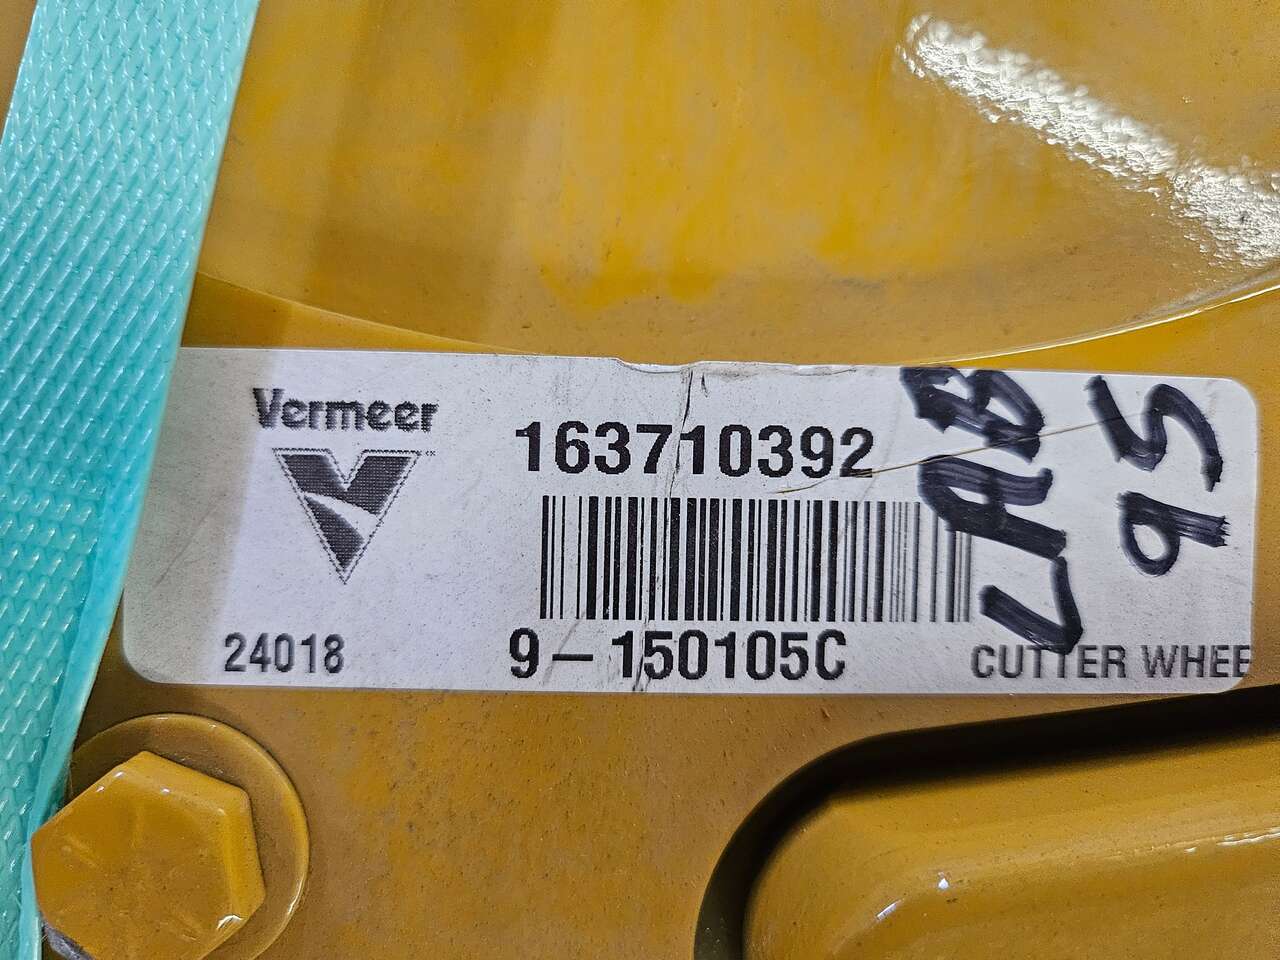 Vermeer
163710392
24018
9-150105C
CUTTER WHEE
LAB
95